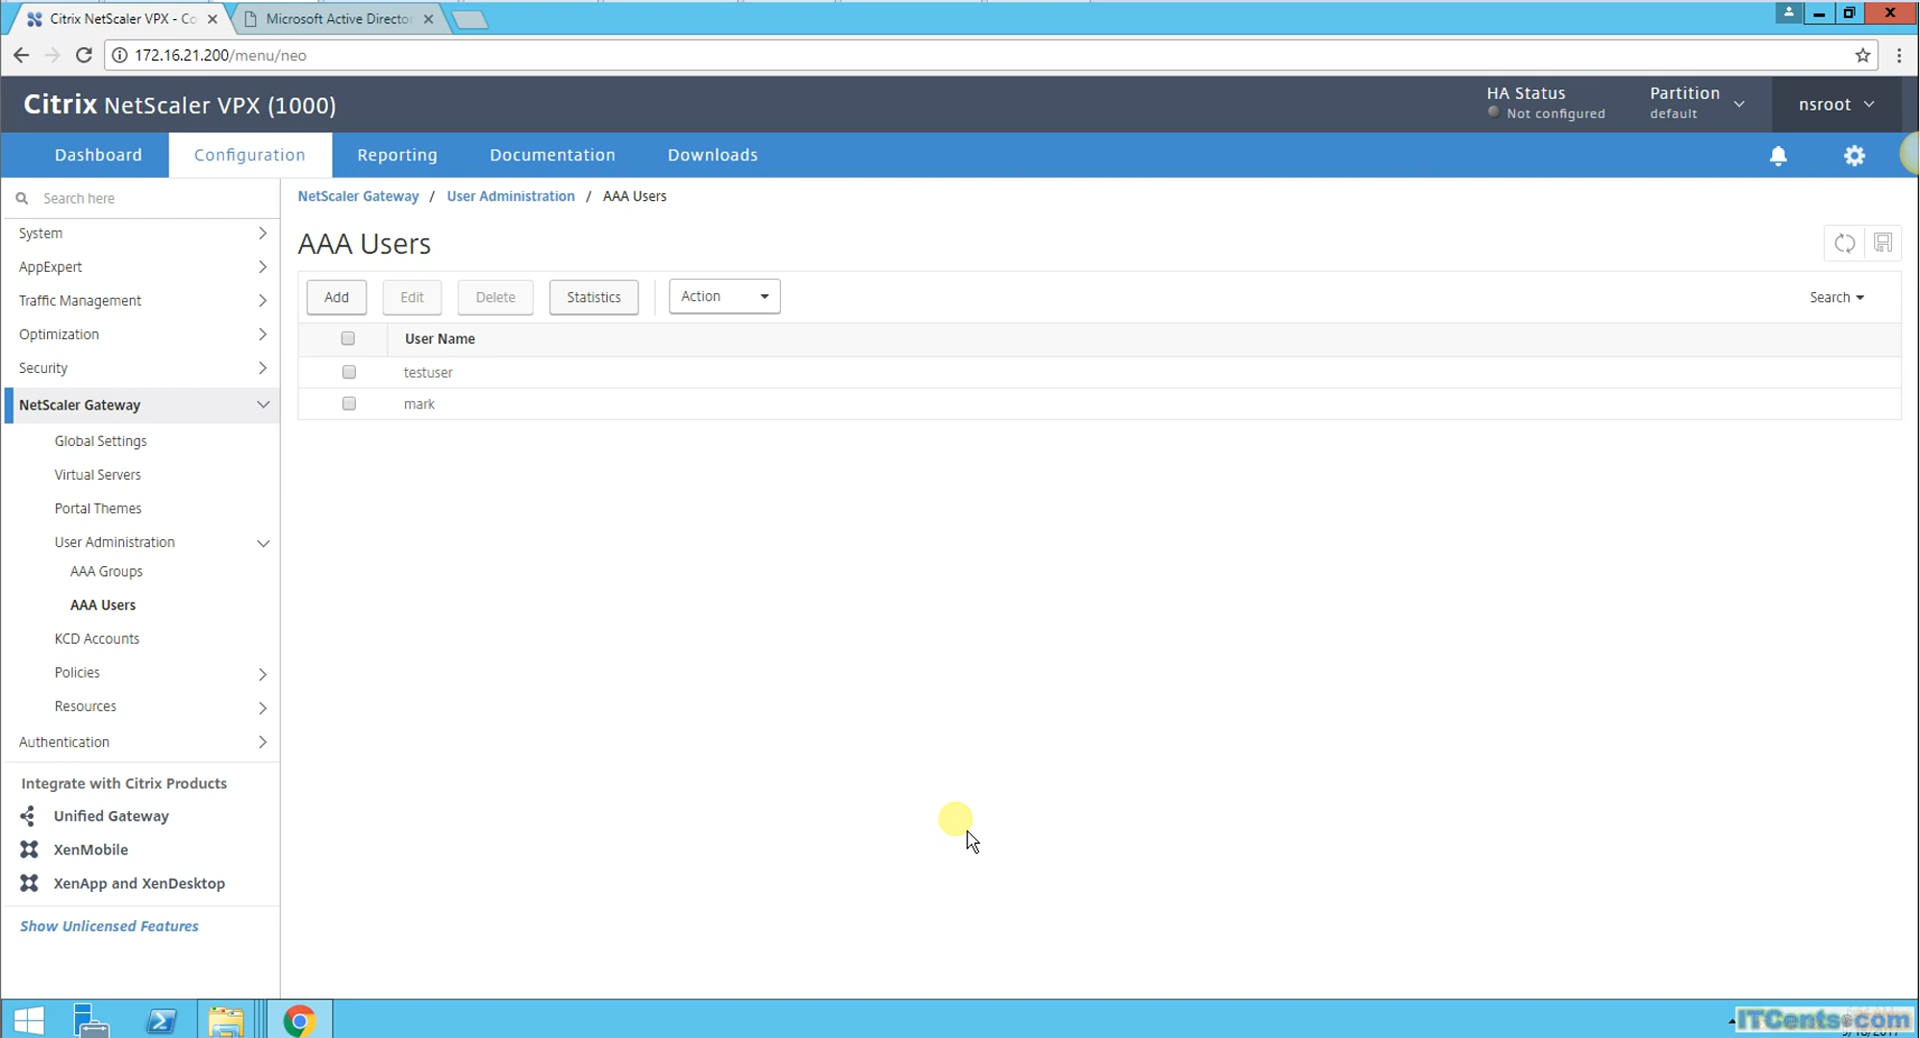 Citrix NetScaler VPX - Co
Microsoft Active Director
172.16.21.200/menu/neo
Citrix NetScaler VPX (1000)
HA Status
Not configured
Partition
default
nsroot
Dashboard
Configuration
Reporting
Documentation
Downloads
Search here
System
AppExpert
Traffic Management
Optimization
Security
NetScaler Gateway
Global Settings
Virtual Servers
Portal Themes
User Administration
AAA Groups
AAA Users
KCD Accounts
Policies
Resources
Authentication
Integrate with Citrix Products
Unified Gateway
XenMobile
XenApp and XenDesktop
Show Unlicensed Features
NetScaler Gateway / User Administration / AAA Users
AAA Users
Add
Edit
Delete
Statistics
Action
Search
User Name
testuser
mark
ITCents.com